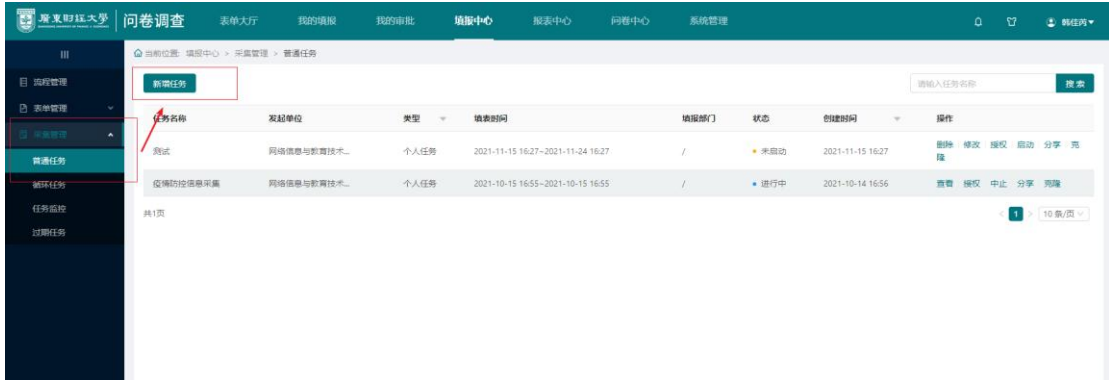 廣東財經大學 问卷调查 表单大厅 我的填报 我的审批 填报中心 报表中心 问卷中心 系统管理 韩佳芮
当前位置: 填报中心 > 采集管理 > 普通任务
流程管理
表单管理
采集管理
普通任务
循环任务
任务监控
过期任务
新增任务 请输入任务名称 搜索
任务名称 发起单位 类型 填表时间 填报部门 状态 创建时间 操作
测试 网络信息与教育技术... 个人任务 2021-11-15 16:27~2021-11-24 16:27 / 未启动 2021-11-15 16:27 删除 修改 授权 启动 分享 克
隆
疫情防控信息采集 网络信息与教育技术... 个人任务 2021-10-15 16:55~2021-10-15 16:55 / 进行中 2021-10-14 16:56 查看 授权 中止 分享 克隆
共1页 < 1 > 10 条/页